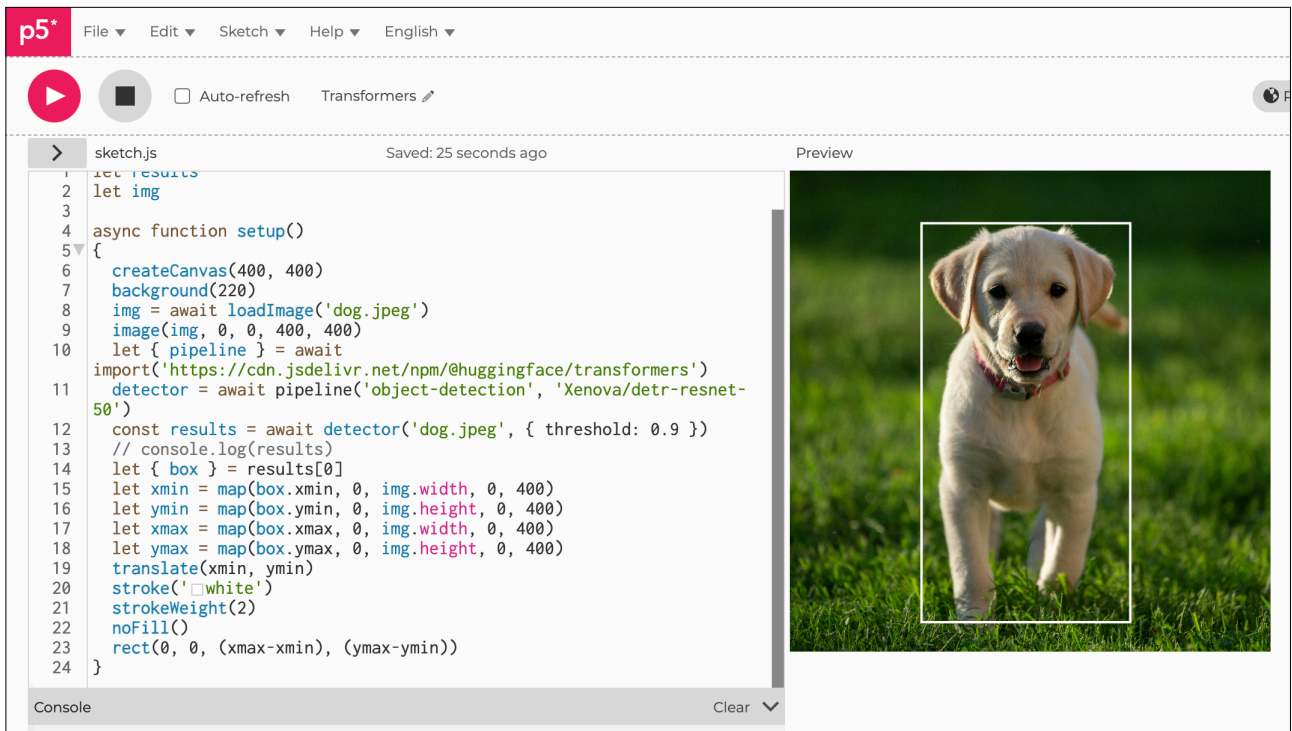 p5* File Edit Sketch Help English
Auto-refresh Transformers
sketch.js Saved: 25 seconds ago Preview
1 let results
2 let img
3
4 async function setup()
5 {
6 createCanvas(400, 400)
7 background(220)
8 img = await loadImage('dog.jpeg')
9 image(img, 0, 0, 400, 400)
10 let { pipeline } = await
import('https://cdn.jsdelivr.net/npm/@huggingface/transformers')
11 detector = await pipeline('object-detection', 'Xenova/detr-resnet-
50')
12 const results = await detector('dog.jpeg', { threshold: 0.9 })
13 // console.log(results)
14 let { box } = results[0]
15 let xmin = map(box.xmin, 0, img.width, 0, 400)
16 let ymin = map(box.ymin, 0, img.height, 0, 400)
17 let xmax = map(box.xmax, 0, img.width, 0, 400)
18 let ymax = map(box.ymax, 0, img.height, 0, 400)
19 translate(xmin, ymin)
20 stroke('white')
21 strokeWeight(2)
22 noFill()
23 rect(0, 0, (xmax-xmin), (ymax-ymin))
24 }
Console Clear